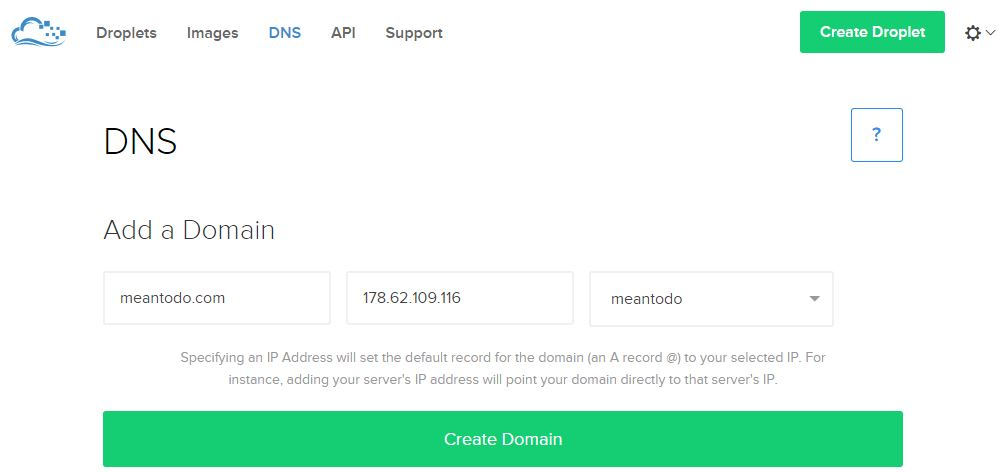 Droplets Images DNS API Support Create Droplet
DNS ?
Add a Domain
meantodo.com 178.62.109.116 meantodo
Specifying an IP Address will set the default record for the domain (an A record @) to your selected IP. For
instance, adding your server's IP address will point your domain directly to that server's IP.
Create Domain